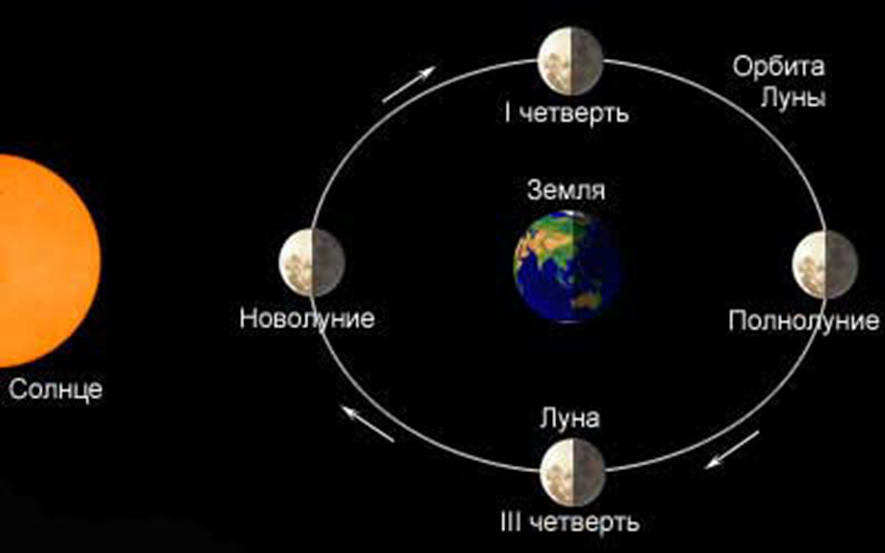 Орбита
Луны
I четверть
Земля
Новолуние
Полнолуние
Солнце
Луна
III четверть